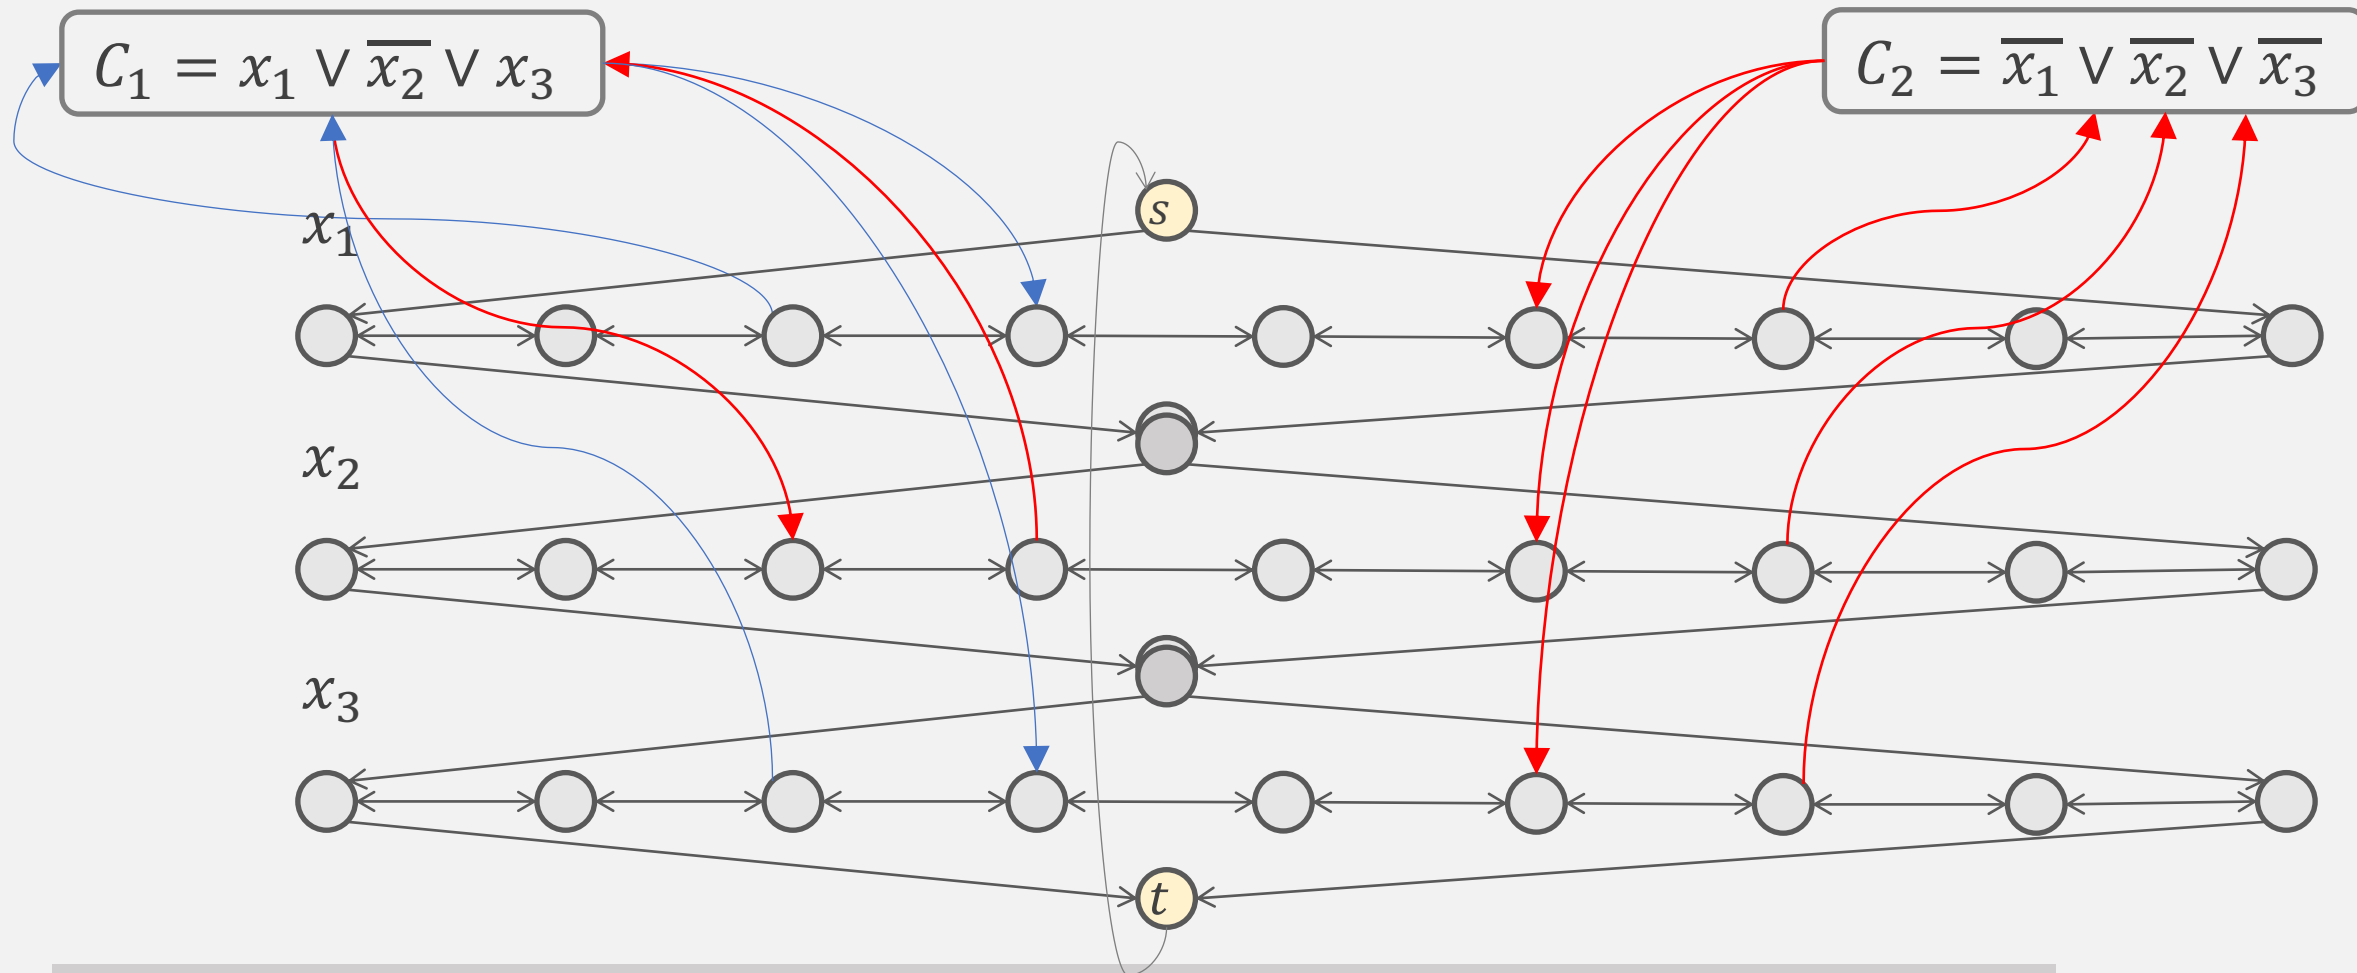 C₁ = x₁ ∨ x̅₂ ∨ x₃
C₂ = x̅₁ ∨ x̅₂ ∨ x̅₃
s
x₁
x₂
x₃
t